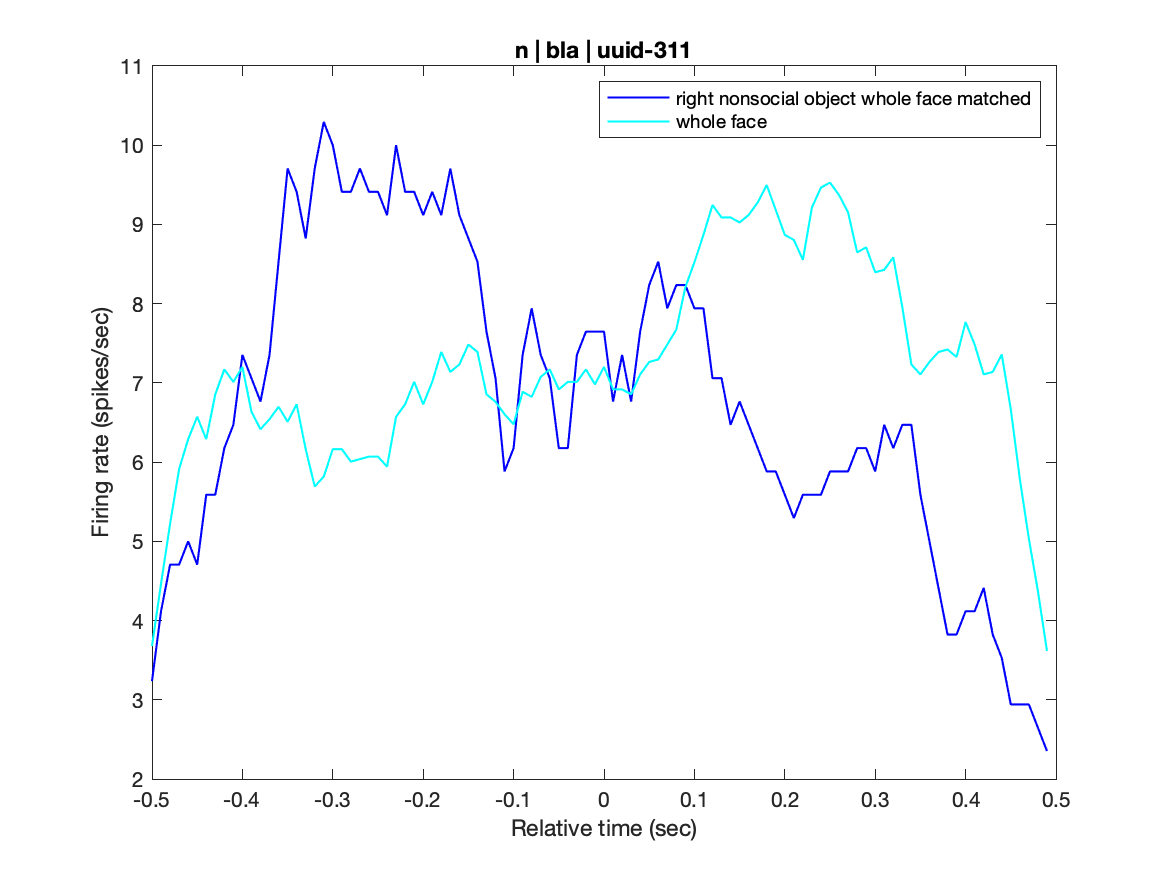 n | bla | uuid-311
right nonsocial object whole face matched
whole face
Firing rate (spikes/sec)
11
10
9
8
7
6
5
4
3
2
-0.5 -0.4 -0.3 -0.2 -0.1 0 0.1 0.2 0.3 0.4 0.5
Relative time (sec)